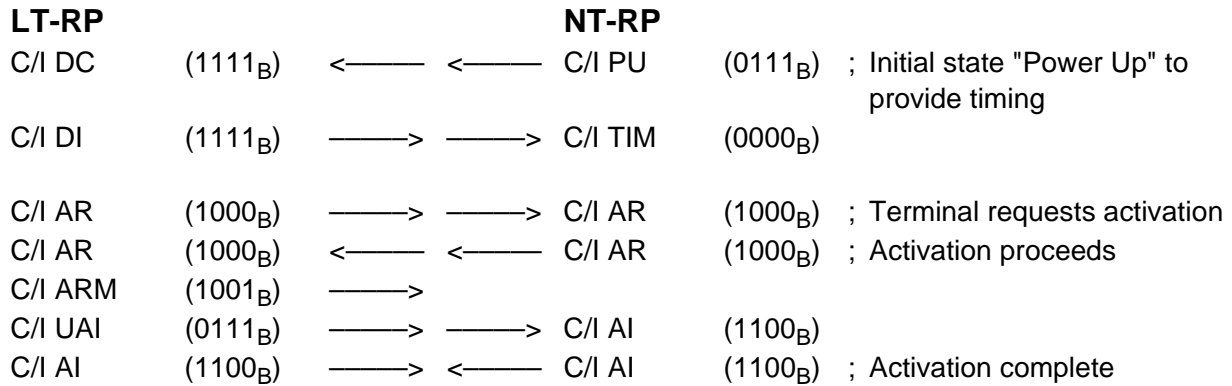 LT-RP NT-RP
C/I DC (1111B) <––––– <––––– C/I PU (0111B) ; Initial state "Power Up" to
provide timing
C/I DI (1111B) –––––> –––––> C/I TIM (0000B)
C/I AR (1000B) –––––> –––––> C/I AR (1000B) ; Terminal requests activation
C/I AR (1000B) <––––– <––––– C/I AR (1000B) ; Activation proceeds
C/I ARM (1001B) –––––>
C/I UAI (0111B) –––––> –––––> C/I AI (1100B)
C/I AI (1100B) –––––> <––––– C/I AI (1100B) ; Activation complete